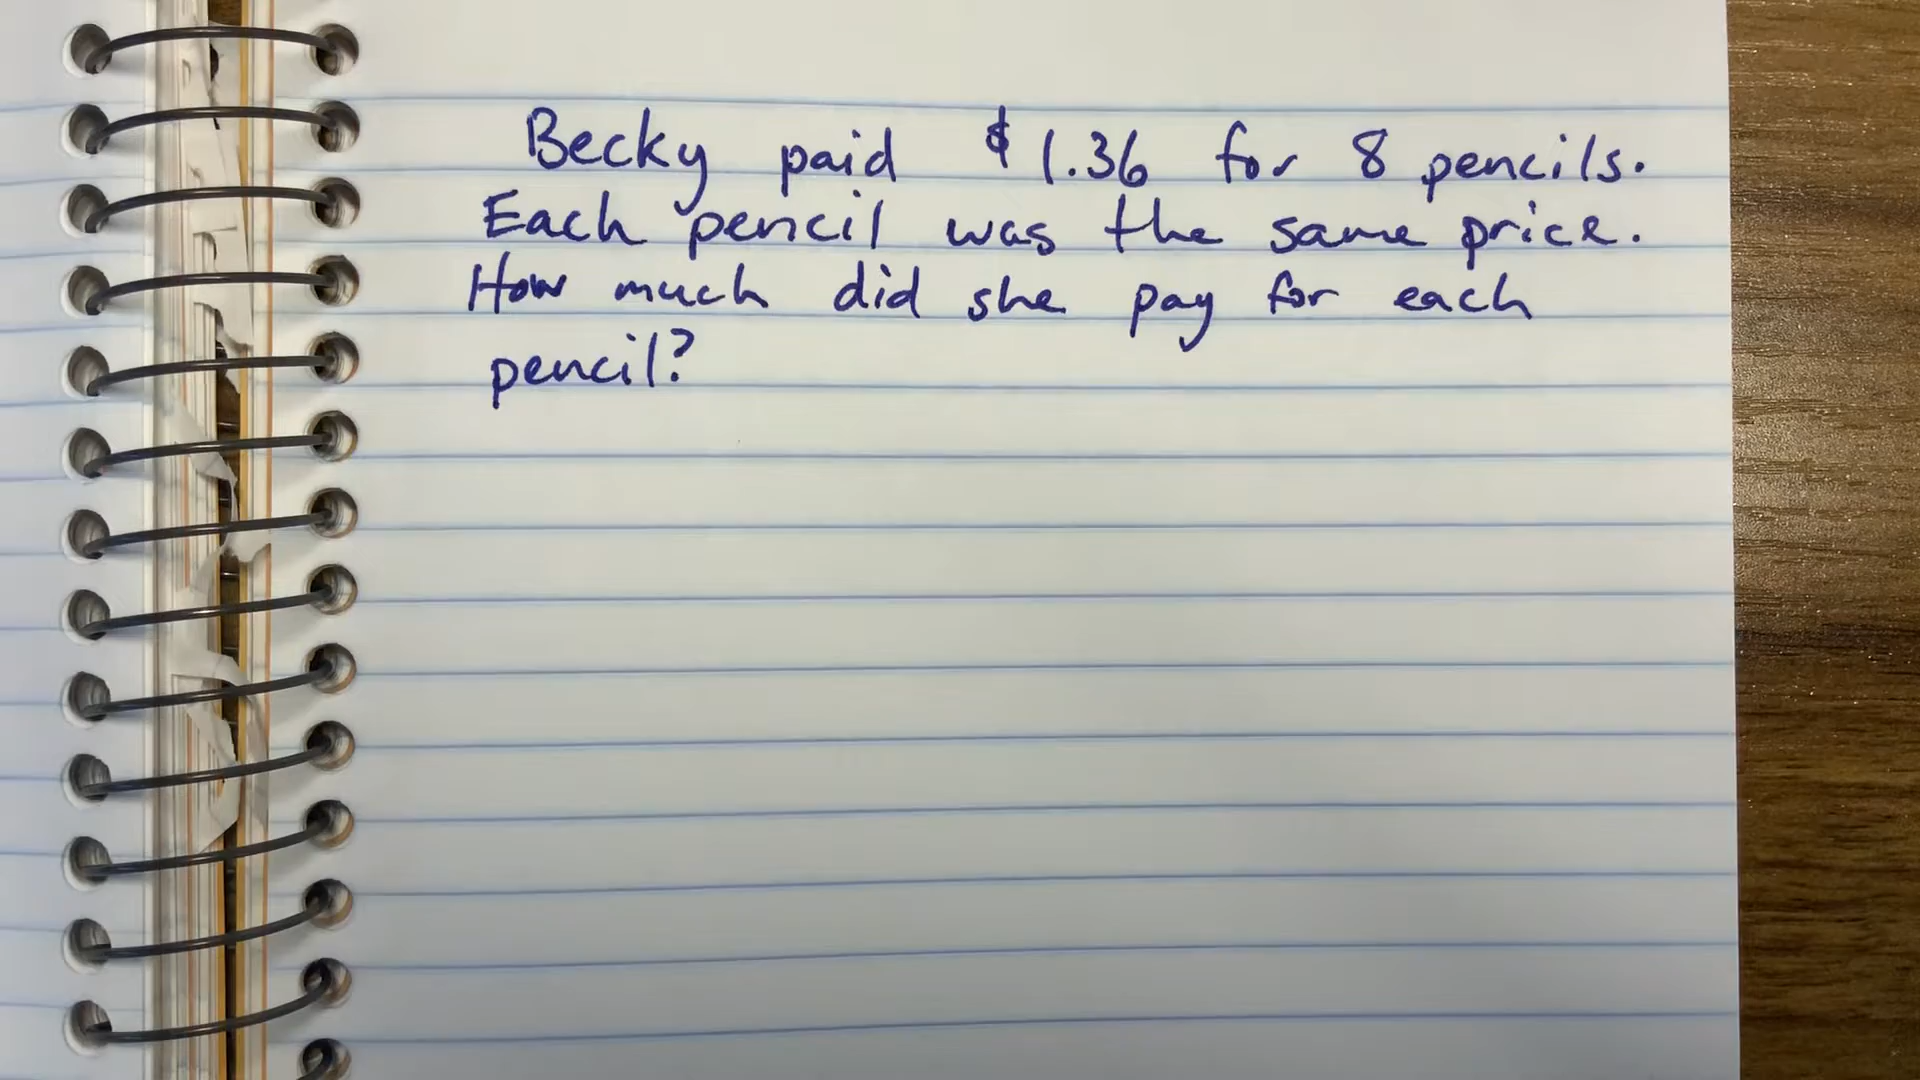 Becky paid $1.36 for 8 pencils.
Each pencil was the same price.
How much did she pay for each
pencil?